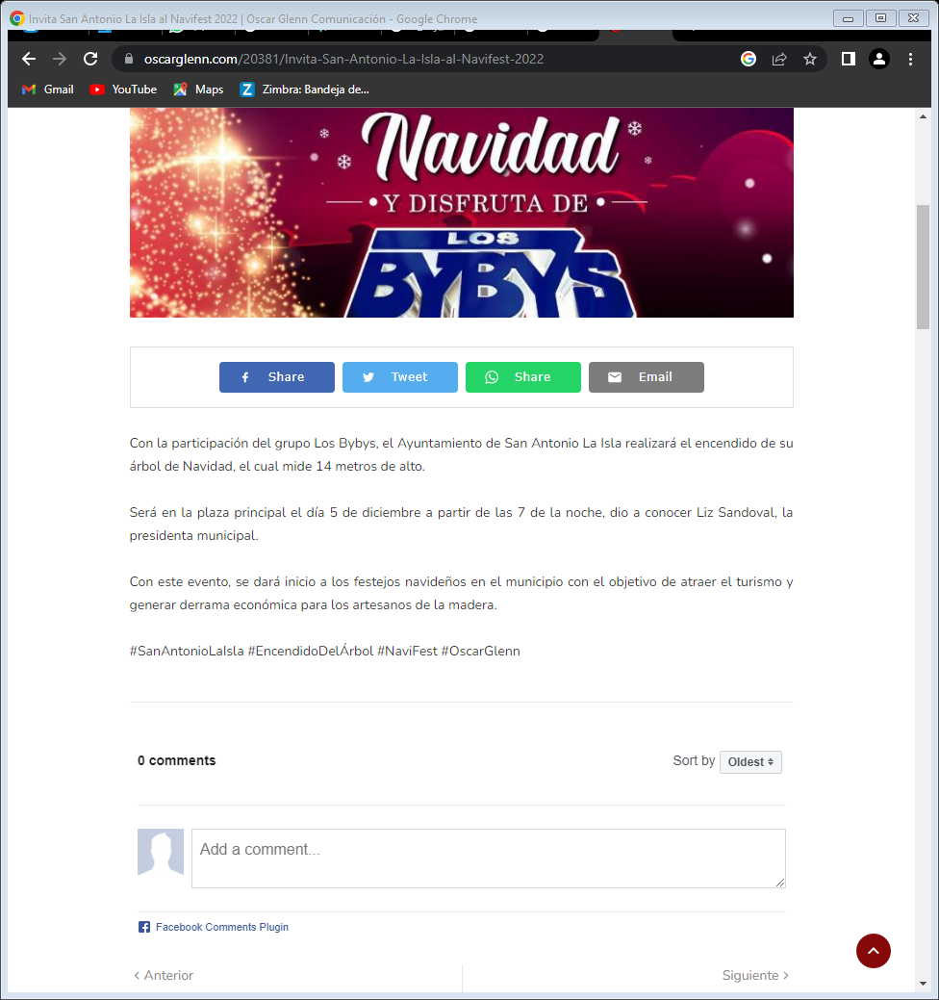 Invita San Antonio La Isla al Navifest 2022 | Oscar Glenn Comunicación - Google Chrome
oscarglenn.com/20381/Invita-San-Antonio-La-Isla-al-Navifest-2022
Gmail YouTube Maps Zimbra: Bandeja de...
Navidad
Y DISFRUTA DE
LOS
BYBYS
Share Tweet Share Email
Con la participación del grupo Los Bybys, el Ayuntamiento de San Antonio La Isla realizará el encendido de su
árbol de Navidad, el cual mide 14 metros de alto.
Será en la plaza principal el día 5 de diciembre a partir de las 7 de la noche, dio a conocer Liz Sandoval, la
presidenta municipal.
Con este evento, se dará inicio a los festejos navideños en el municipio con el objetivo de atraer el turismo y
generar derrama económica para los artesanos de la madera.
#SanAntonioLaIsla #EncendidoDelÁrbol #NaviFest #OscarGlenn
0 comments Sort by Oldest
Add a comment...
Facebook Comments Plugin
Anterior Siguiente